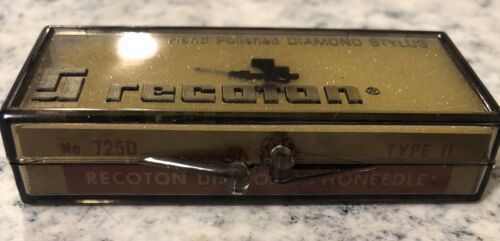 Hand Polished DIAMOND STYLUS
recoton®
No. 725D TYPE II
RECOTON DIAMOND PHONEEDLE®